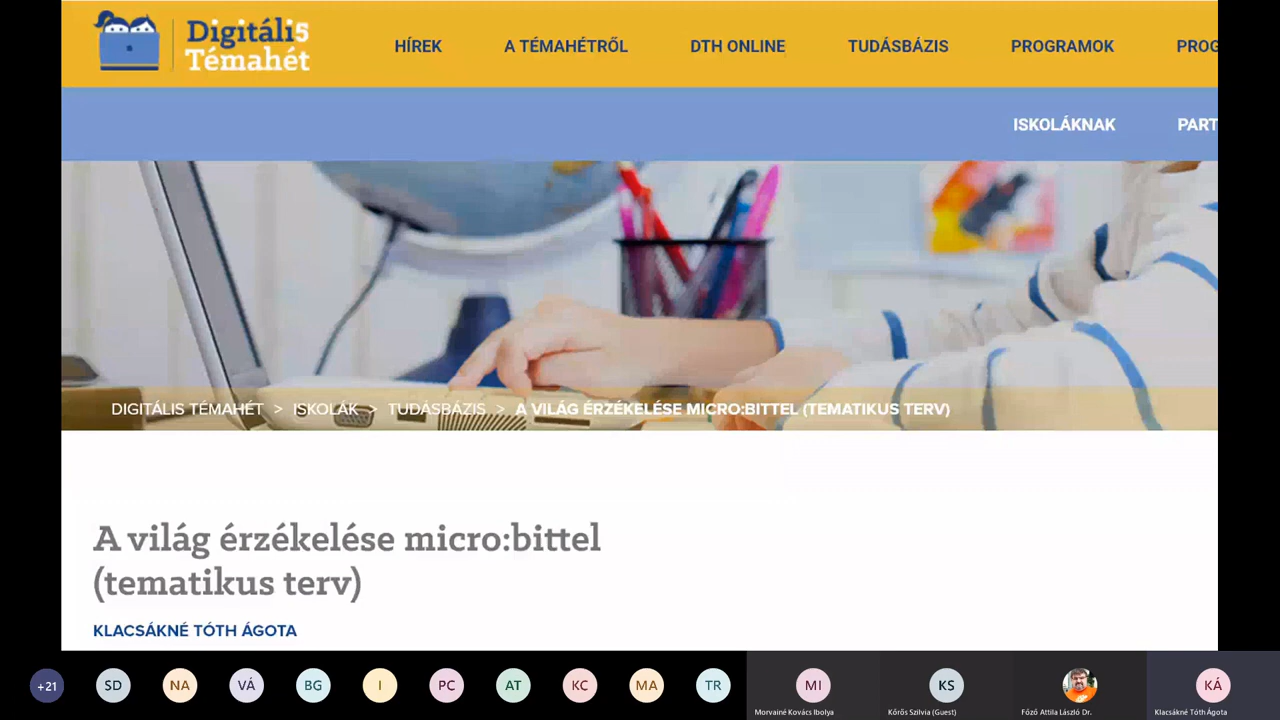 Digitáli5
Témahét
HÍREK
A TÉMAHÉTRŐL
DTH ONLINE
TUDÁSBÁZIS
PROGRAMOK
PROG
ISKOLÁKNAK
PART
DIGITÁLIS TÉMAHÉT > ISKOLÁK > TUDÁSBÁZIS > A VILÁG ÉRZÉKELÉSE MICRO:BITTEL (TEMATIKUS TERV)
A világ érzékelése micro:bittel
(tematikus terv)
KLACSÁKNÉ TÓTH ÁGOTA
+21
SD
NA
VÁ
BG
I
PC
AT
KC
MA
TR
MI
Morvainé Kovács Ibolya
KS
Kőrös Szilvia (Guest)
Főző Attila László Dr.
KÁ
Klacsákné Tóth Ágota